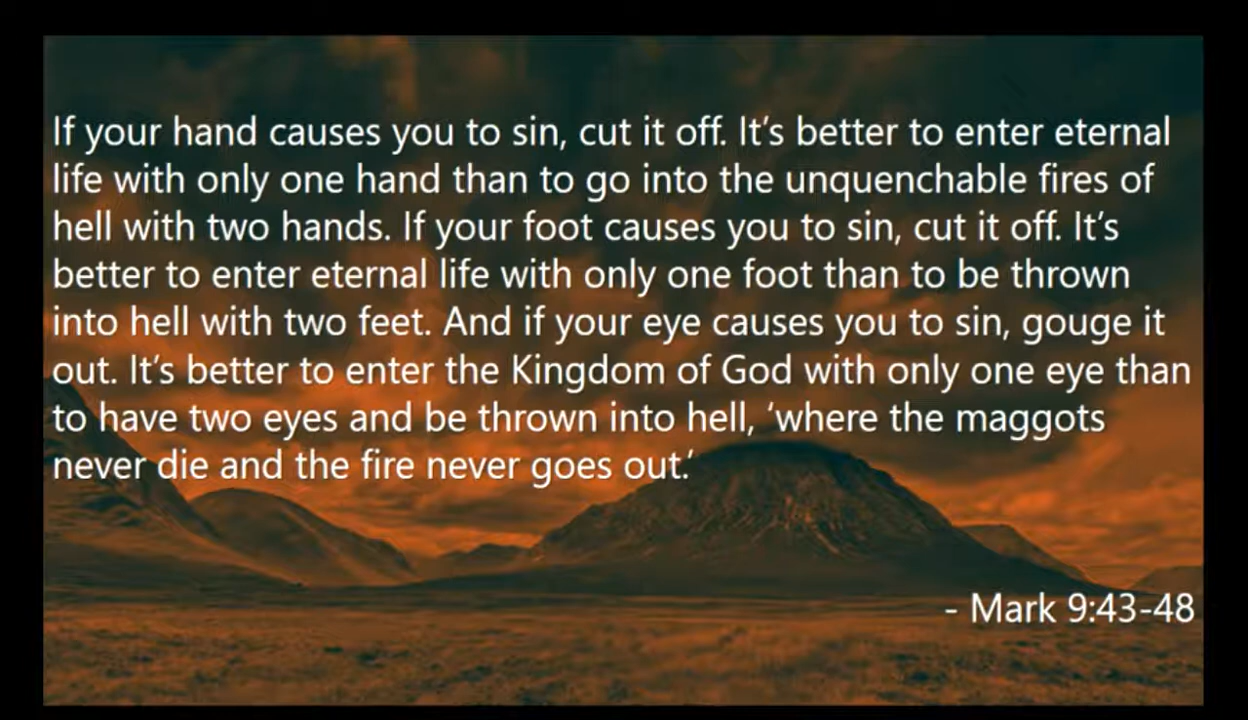 If your hand causes you to sin, cut it off. It’s better to enter eternal
life with only one hand than to go into the unquenchable fires of
hell with two hands. If your foot causes you to sin, cut it off. It’s
better to enter eternal life with only one foot than to be thrown
into hell with two feet. And if your eye causes you to sin, gouge it
out. It’s better to enter the Kingdom of God with only one eye than
to have two eyes and be thrown into hell, ‘where the maggots
never die and the fire never goes out.’
- Mark 9:43-48